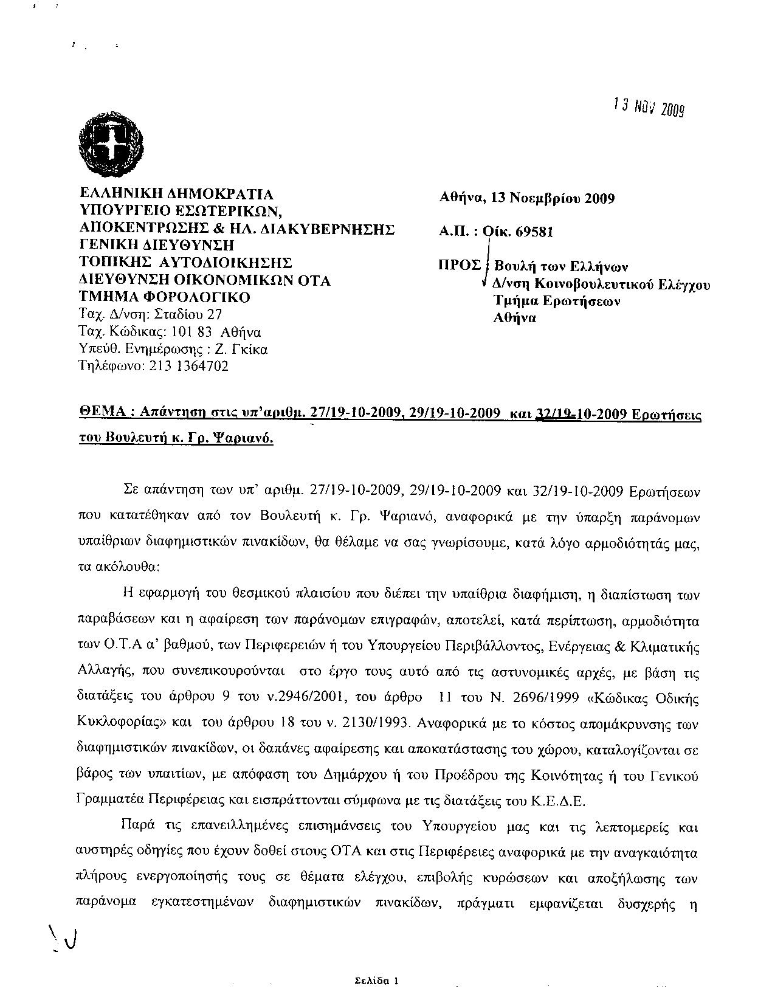 13 ΝΟV 2009
ΕΛΛΗΝΙΚΗ ΔΗΜΟΚΡΑΤΙΑ
ΥΠΟΥΡΓΕΙΟ ΕΣΩΤΕΡΙΚΩΝ,
ΑΠΟΚΕΝΤΡΩΣΗΣ & ΗΛ. ΔΙΑΚΥΒΕΡΝΗΣΗΣ
ΓΕΝΙΚΗ ΔΙΕΥΘΥΝΣΗ
ΤΟΠΙΚΗΣ ΑΥΤΟΔΙΟΙΚΗΣΗΣ
ΔΙΕΥΘΥΝΣΗ ΟΙΚΟΝΟΜΙΚΩΝ ΟΤΑ
ΤΜΗΜΑ ΦΟΡΟΛΟΓΙΚΟ
Ταχ. Δ/νση: Σταδίου 27
Ταχ. Κώδικας: 101 83 Αθήνα
Υπεύθ. Ενημέρωσης : Ζ. Γκίκα
Τηλέφωνο: 213 1364702
Αθήνα, 13 Νοεμβρίου 2009
Α.Π. : Οίκ. 69581
ΠΡΟΣ : Βουλή των Ελλήνων
Δ/νση Κοινοβουλευτικού Ελέγχου
Τμήμα Ερωτήσεων
Αθήνα
ΘΕΜΑ : Απάντηση στις υπ’αριθμ. 27/19-10-2009, 29/19-10-2009 και 32/19-10-2009 Ερωτήσεις
του Βουλευτή κ. Γρ. Ψαριανό.
Σε απάντηση των υπ’ αριθμ. 27/19-10-2009, 29/19-10-2009 και 32/19-10-2009 Ερωτήσεων
που κατατέθηκαν από τον Βουλευτή κ. Γρ. Ψαριανό, αναφορικά με την ύπαρξη παράνομων
υπαίθριων διαφημιστικών πινακίδων, θα θέλαμε να σας γνωρίσουμε, κατά λόγο αρμοδιότητάς μας,
τα ακόλουθα:
Η εφαρμογή του θεσμικού πλαισίου που διέπει την υπαίθρια διαφήμιση, η διαπίστωση των
παραβάσεων και η αφαίρεση των παράνομων επιγραφών, αποτελεί, κατά περίπτωση, αρμοδιότητα
των Ο.Τ.Α α’ βαθμού, των Περιφερειών ή του Υπουργείου Περιβάλλοντος, Ενέργειας & Κλιματικής
Αλλαγής, που συνεπικουρούνται στο έργο τους αυτό από τις αστυνομικές αρχές, με βάση τις
διατάξεις του άρθρου 9 του ν.2946/2001, του άρθρο 11 του Ν. 2696/1999 «Κώδικας Οδικής
Κυκλοφορίας» και του άρθρου 18 του ν. 2130/1993. Αναφορικά με το κόστος απομάκρυνσης των
διαφημιστικών πινακίδων, οι δαπάνες αφαίρεσης και αποκατάστασης του χώρου, καταλογίζονται σε
βάρος των υπαιτίων, με απόφαση του Δημάρχου ή του Προέδρου της Κοινότητας ή του Γενικού
Γραμματέα Περιφέρειας και εισπράττονται σύμφωνα με τις διατάξεις του Κ.Ε.Δ.Ε.
Παρά τις επανειλλημένες επισημάνσεις του Υπουργείου μας και τις λεπτομερείς και
αυστηρές οδηγίες που έχουν δοθεί στους ΟΤΑ και στις Περιφέρειες αναφορικά με την αναγκαιότητα
πλήρους ενεργοποίησής τους σε θέματα ελέγχου, επιβολής κυρώσεων και αποξήλωσης των
παράνομα εγκατεστημένων διαφημιστικών πινακίδων, πράγματι εμφανίζεται δυσχερής η
Σελίδα 1